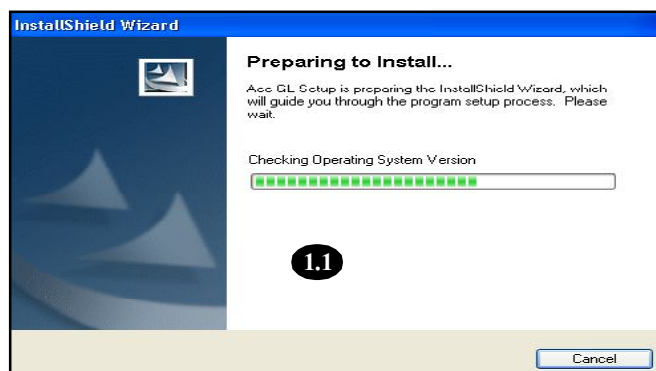 InstallShield Wizard
Preparing to Install...
Acc GL Setup is preparing the InstallShield Wizard, which
will guide you through the program setup process. Please
wait.
Checking Operating System Version
1.1
Cancel